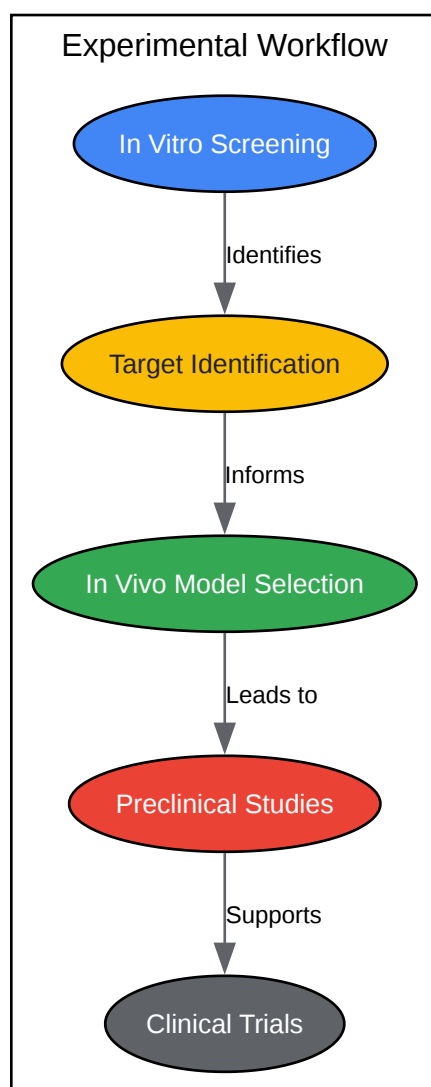 Experimental Workflow
In Vitro Screening
Identifies
Target Identification
Informs
In Vivo Model Selection
Leads to
Preclinical Studies
Supports
Clinical Trials